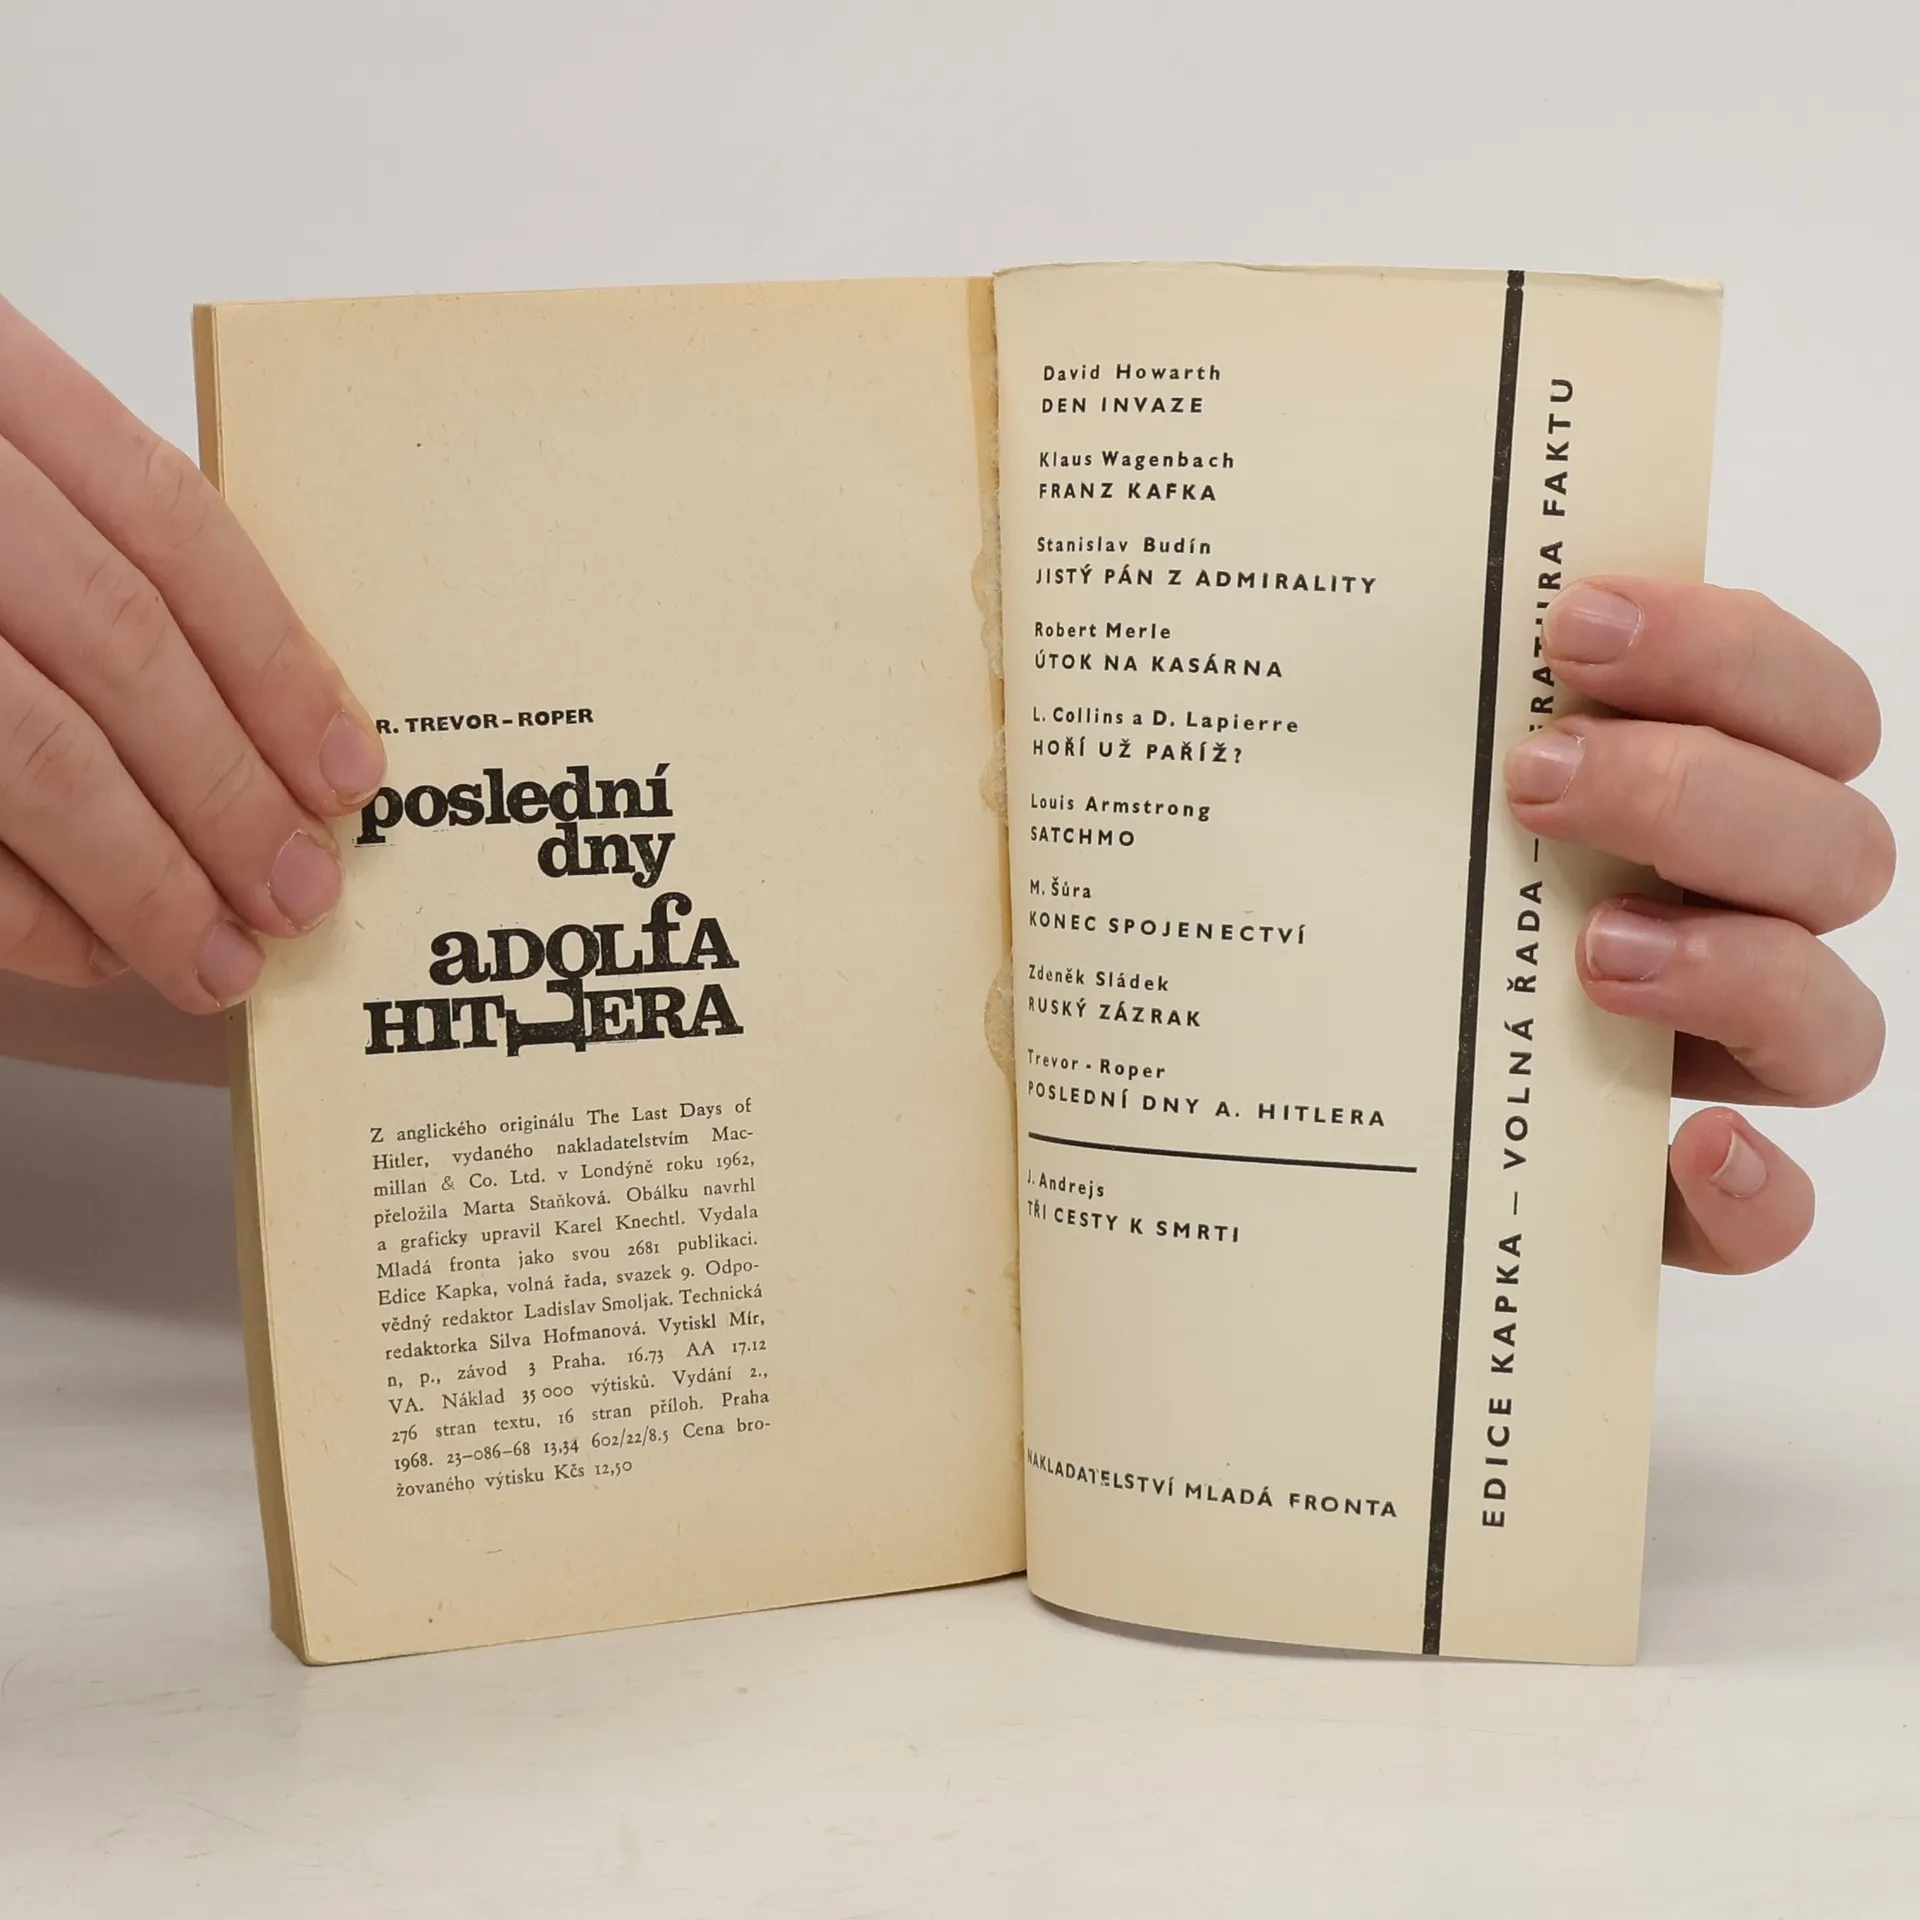 R. TREVOR-ROPER
poslední
dny
aDOLfA
HITLERA
Z anglického originálu The Last Days of
Hitler, vydaného nakladatelstvím Mac-
millan & Co. Ltd. v Londýně roku 1962,
přeložila Marta Staňková. Obálku navrhl
a graficky upravil Karel Knechtl. Vydala
Mladá fronta jako svou 2681 publikaci.
Edice Kapka, volná řada, svazek 9. Odpo-
vědný redaktor Ladislav Smoljak. Technická
redaktorka Silva Hofmanová. Vytiskl Mír,
n, p., závod 3 Praha. 16.73 AA 17.12
VA. Náklad 35 000 výtisků. Vydání 2.,
276 stran textu, 16 stran příloh. Praha
1968. 23-086-68 13,34 602/22/8.5 Cena bro-
žovaného výtisku Kčs 12,50
David Howarth
DEN INVAZE
Klaus Wagenbach
FRANZ KAFKA
Stanislav Budín
JISTÝ PÁN Z ADMIRALITY
Robert Merle
ÚTOK NA KASÁRNA
L. Collins a D. Lapierre
HOŘÍ UŽ PAŘÍŽ?
Louis Armstrong
SATCHMO
M. Šůra
KONEC SPOJENECTVÍ
Zdeněk Sládek
RUSKÝ ZÁZRAK
Trevor - Roper
POSLEDNÍ DNY A. HITLERA
J. Andrejs
TŘI CESTY K SMRTI
NAKLADATELSTVÍ MLADÁ FRONTA
EDICE KAPKA — VOLNÁ ŘADA — ERATURA FAKTU